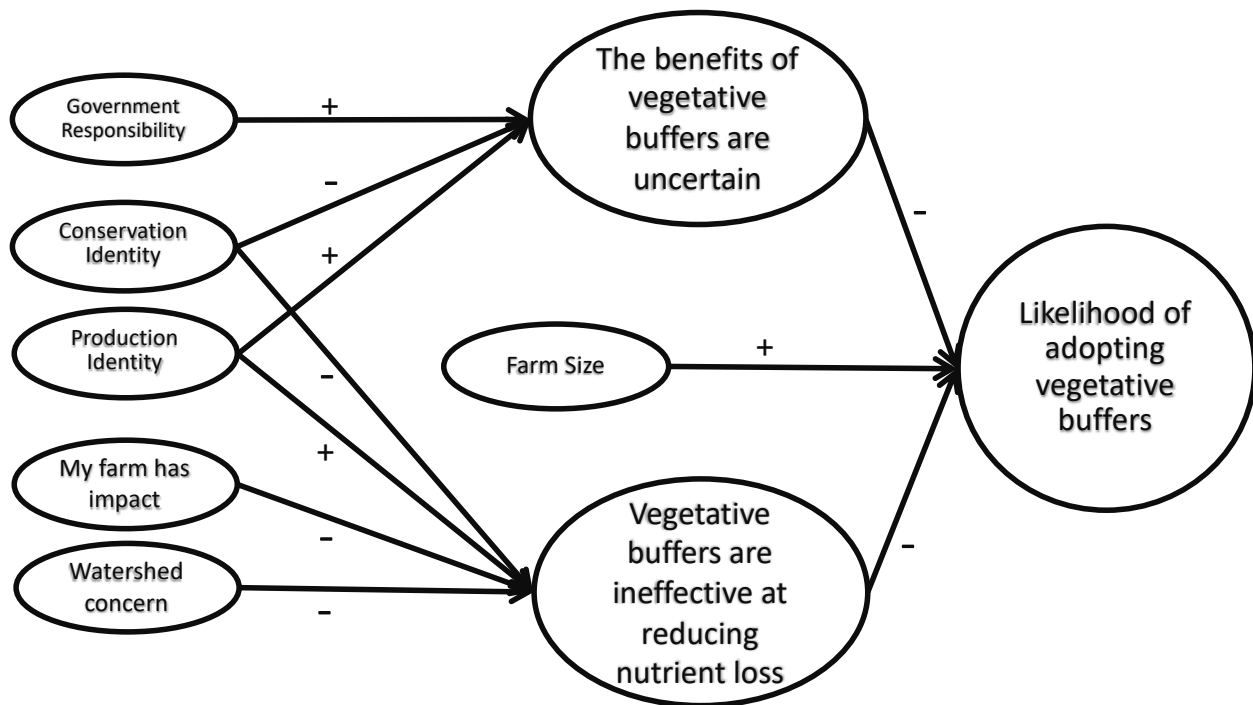 Government
Responsibility
+
Conservation
Identity
-
Production
Identity
+
-
+
My farm has
impact
-
Watershed
concern
-
The benefits of
vegetative
buffers are
uncertain
-
Farm Size
+
Vegetative
buffers are
ineffective at
reducing
nutrient loss
-
Likelihood of
adopting
vegetative
buffers